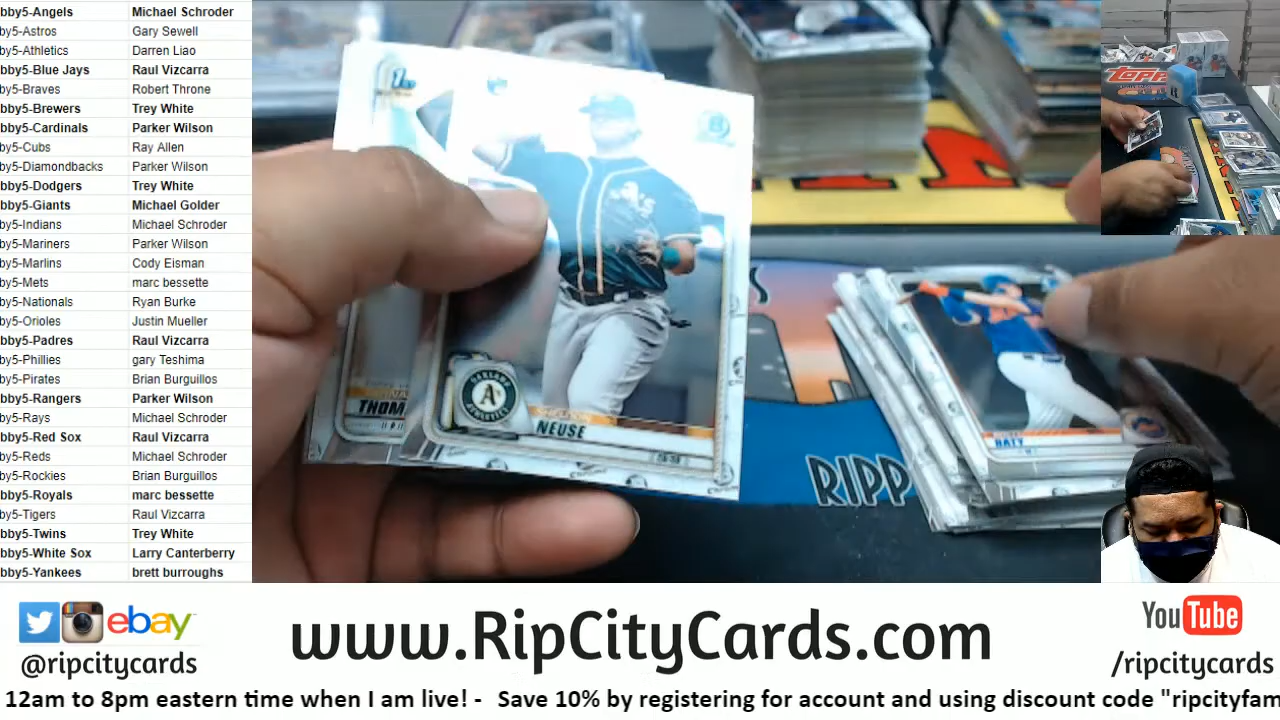 bby5-Angels Michael Schroder
by5-Astros Gary Sewell
by5-Athletics Darren Liao
bby5-Blue Jays Raul Vizcarra
by5-Braves Robert Throne
bby5-Brewers Trey White
bby5-Cardinals Parker Wilson
by5-Cubs Ray Allen
by5-Diamondbacks Parker Wilson
bby5-Dodgers Trey White
bby5-Giants Michael Golder
by5-Indians Michael Schroder
by5-Mariners Parker Wilson
by5-Marlins Cody Eisman
by5-Mets marc bessette
by5-Nationals Ryan Burke
by5-Orioles Justin Mueller
bby5-Padres Raul Vizcarra
by5-Phillies gary Teshima
by5-Pirates Brian Burguillos
bby5-Rangers Parker Wilson
by5-Rays Michael Schroder
bby5-Red Sox Raul Vizcarra
by5-Reds Michael Schroder
by5-Rockies Brian Burguillos
bby5-Royals marc bessette
by5-Tigers Raul Vizcarra
bby5-Twins Trey White
bby5-White Sox Larry Canterberry
bby5-Yankees brett burroughs
TOPPS
THOM
OAKLAND
A's
ATHLETICS
NEUSE
BATY
RIPP
ebay
@ripcitycards
www.RipCityCards.com
YouTube
/ripcitycards
12am to 8pm eastern time when I am live! - Save 10% by registering for account and using discount code "ripcityfam